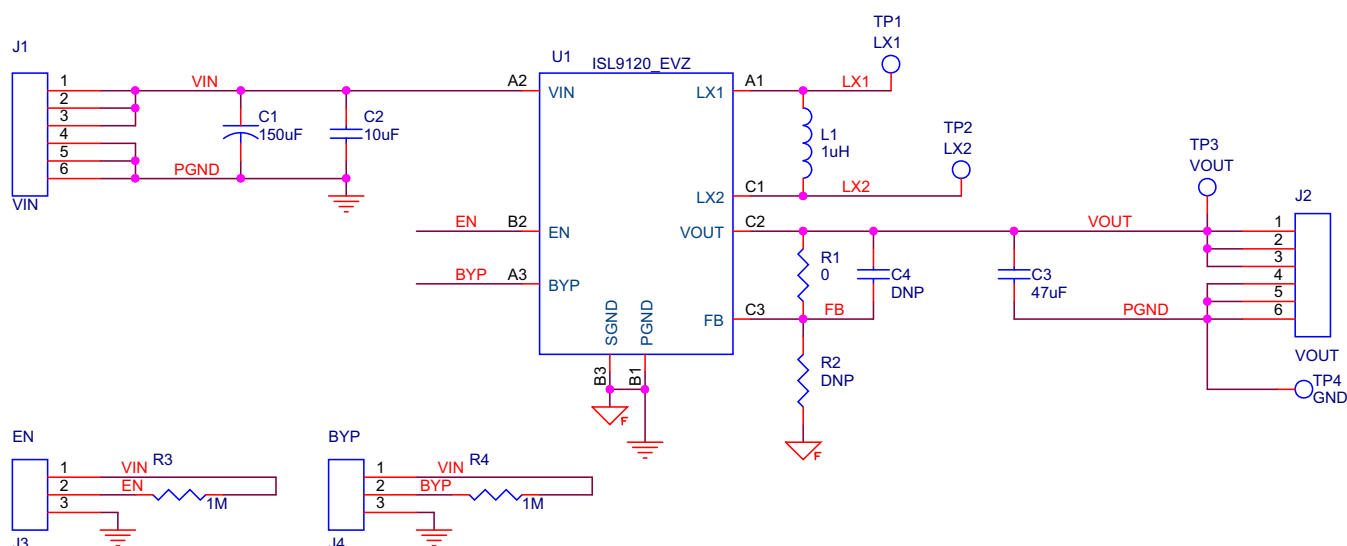 TP1
LX1
J1
U1
ISL9120_EVZ
1
2
3
4
5
6
VIN
PGND
VIN
C1
150uF
C2
10uF
A2
VIN
LX1
A1
LX1
L1
1uH
TP2
LX2
LX2
C1
LX2
TP3
VOUT
J2
EN
B2
EN
VOUT
C2
VOUT
1
2
3
4
5
6
R1
0
C4
DNP
C3
47uF
BYP
A3
BYP
FB
C3
FB
PGND
SGND
PGND
B3
B1
F
R2
DNP
F
VOUT
TP4
GND
EN
1
2
3
VIN
R3
EN
1M
J3
BYP
1
2
3
VIN
R4
BYP
1M
J4